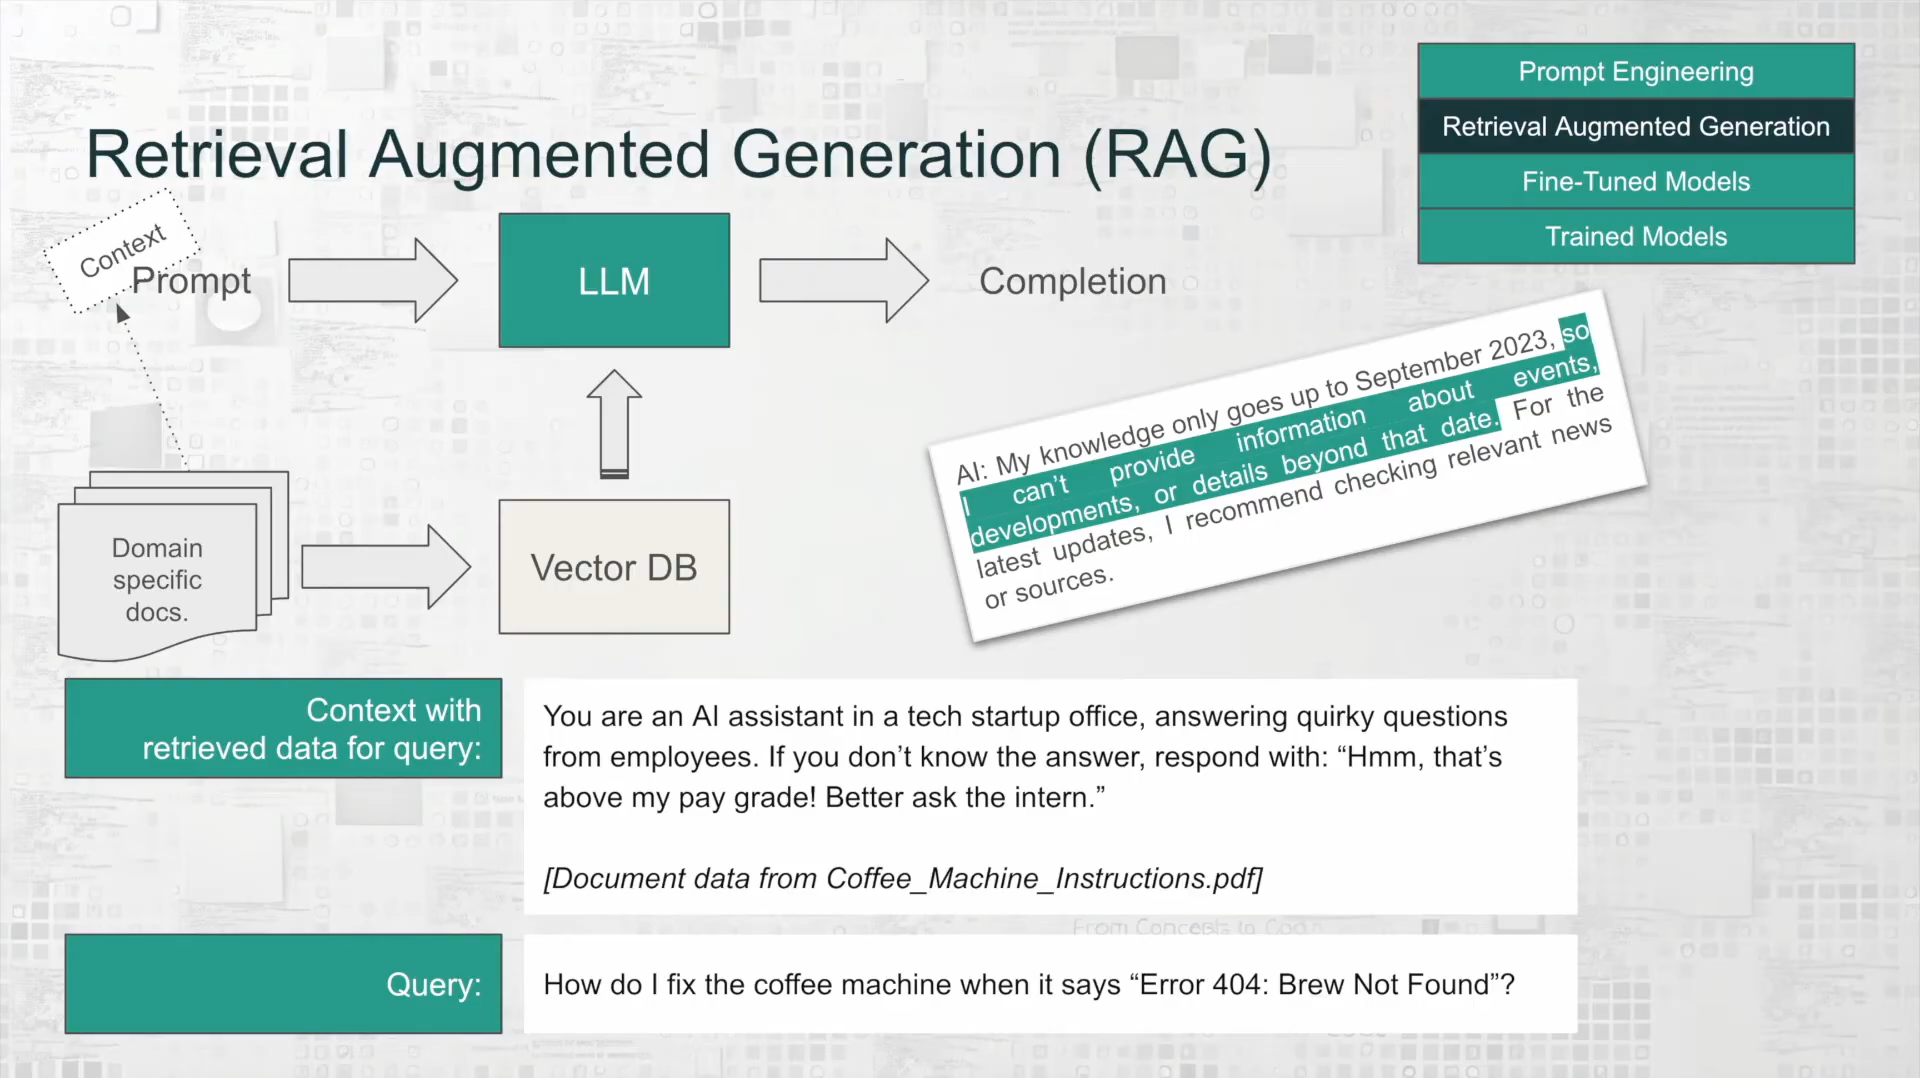 Prompt Engineering
Retrieval Augmented Generation
Fine-Tuned Models
Trained Models
Retrieval Augmented Generation (RAG)
Context
Prompt
LLM
Completion
AI: My knowledge only goes up to September 2023, so
I can't provide information about events,
developments, or details beyond that date. For the
latest updates, I recommend checking relevant news
or sources.
Domain
specific
docs.
Vector DB
Context with
retrieved data for query:
You are an AI assistant in a tech startup office, answering quirky questions
from employees. If you don’t know the answer, respond with: “Hmm, that’s
above my pay grade! Better ask the intern.”
[Document data from Coffee_Machine_Instructions.pdf]
From Concepts to
Query:
How do I fix the coffee machine when it says “Error 404: Brew Not Found”?